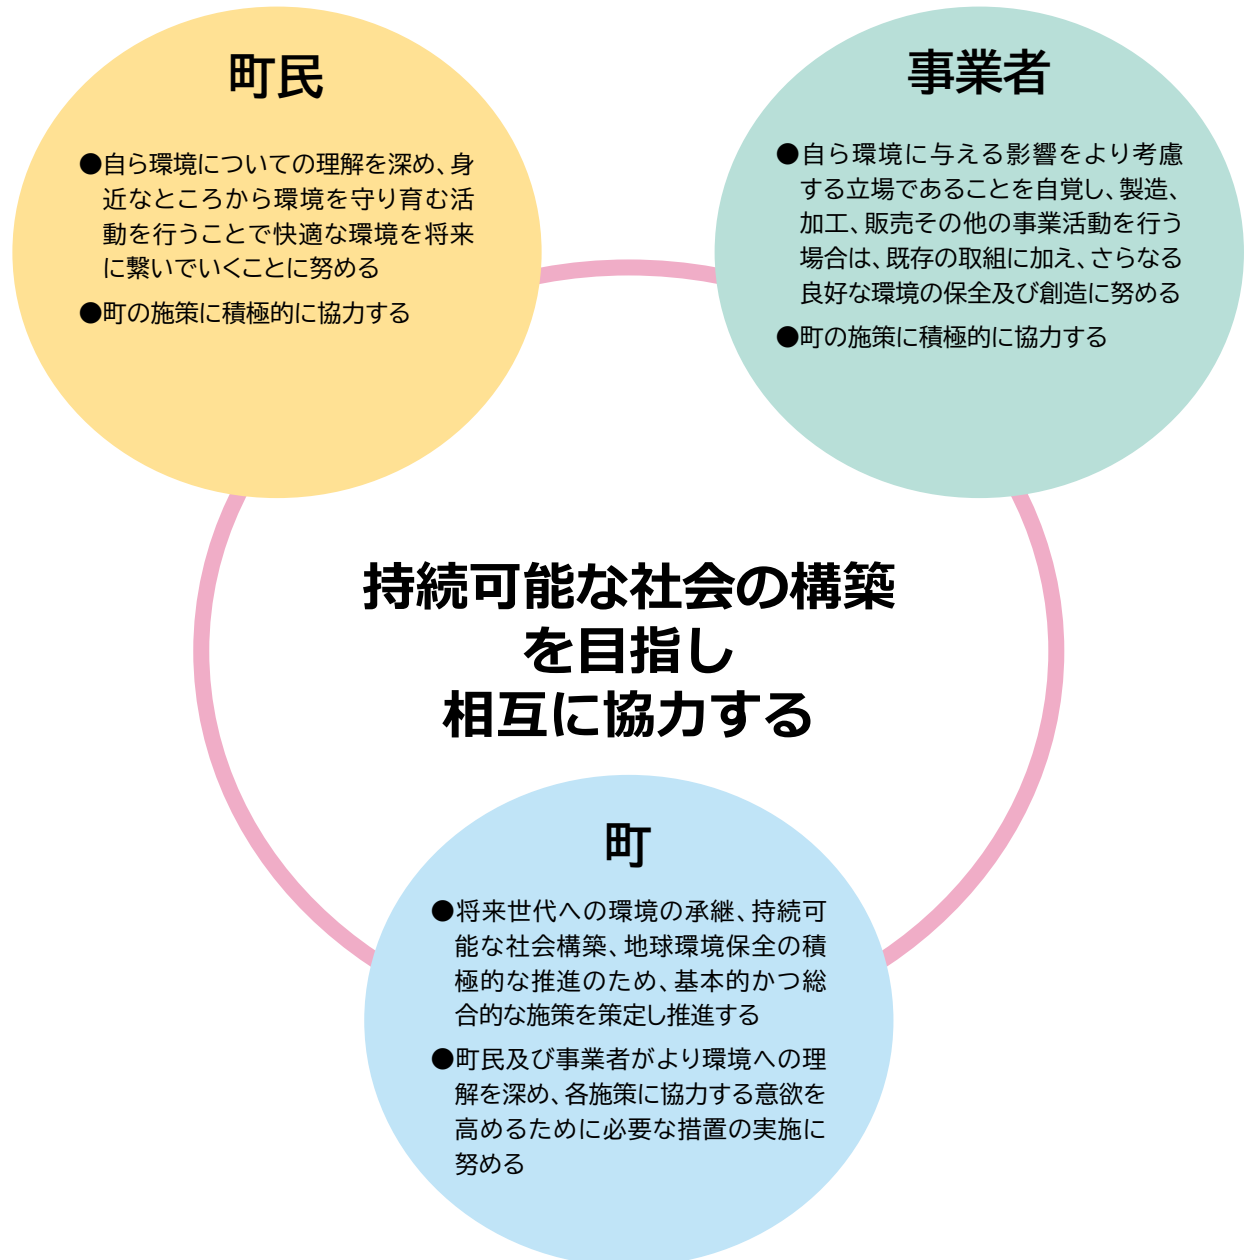 町民
●自ら環境についての理解を深め、身
近なところから環境を守り育む活
動を行うことで快適な環境を将来
に繋いでいくことに努める
●町の施策に積極的に協力する
事業者
●自ら環境に与える影響をより考慮
する立場であることを自覚し、製造、
加工、販売その他の事業活動を行う
場合は、既存の取組に加え、さらなる
良好な環境の保全及び創造に努める
●町の施策に積極的に協力する
持続可能な社会の構築
を目指し
相互に協力する
町
●将来世代への環境の承継、持続可
能な社会構築、地球環境保全の積
極的な推進のため、基本的かつ総
合的な施策を策定し推進する
●町民及び事業者がより環境への理
解を深め、各施策に協力する意欲を
高めるために必要な措置の実施に
努める